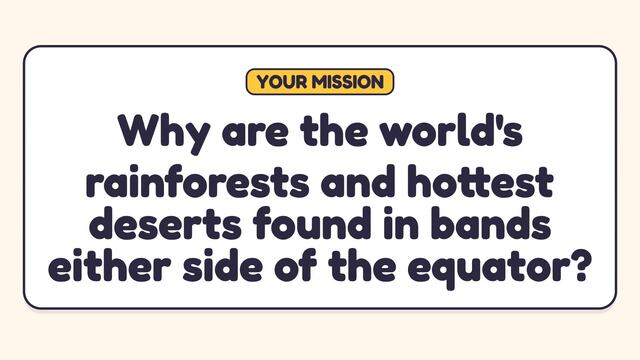 YOUR MISSION
Why are the world's
rainforests and hottest
deserts found in bands
either side of the equator?